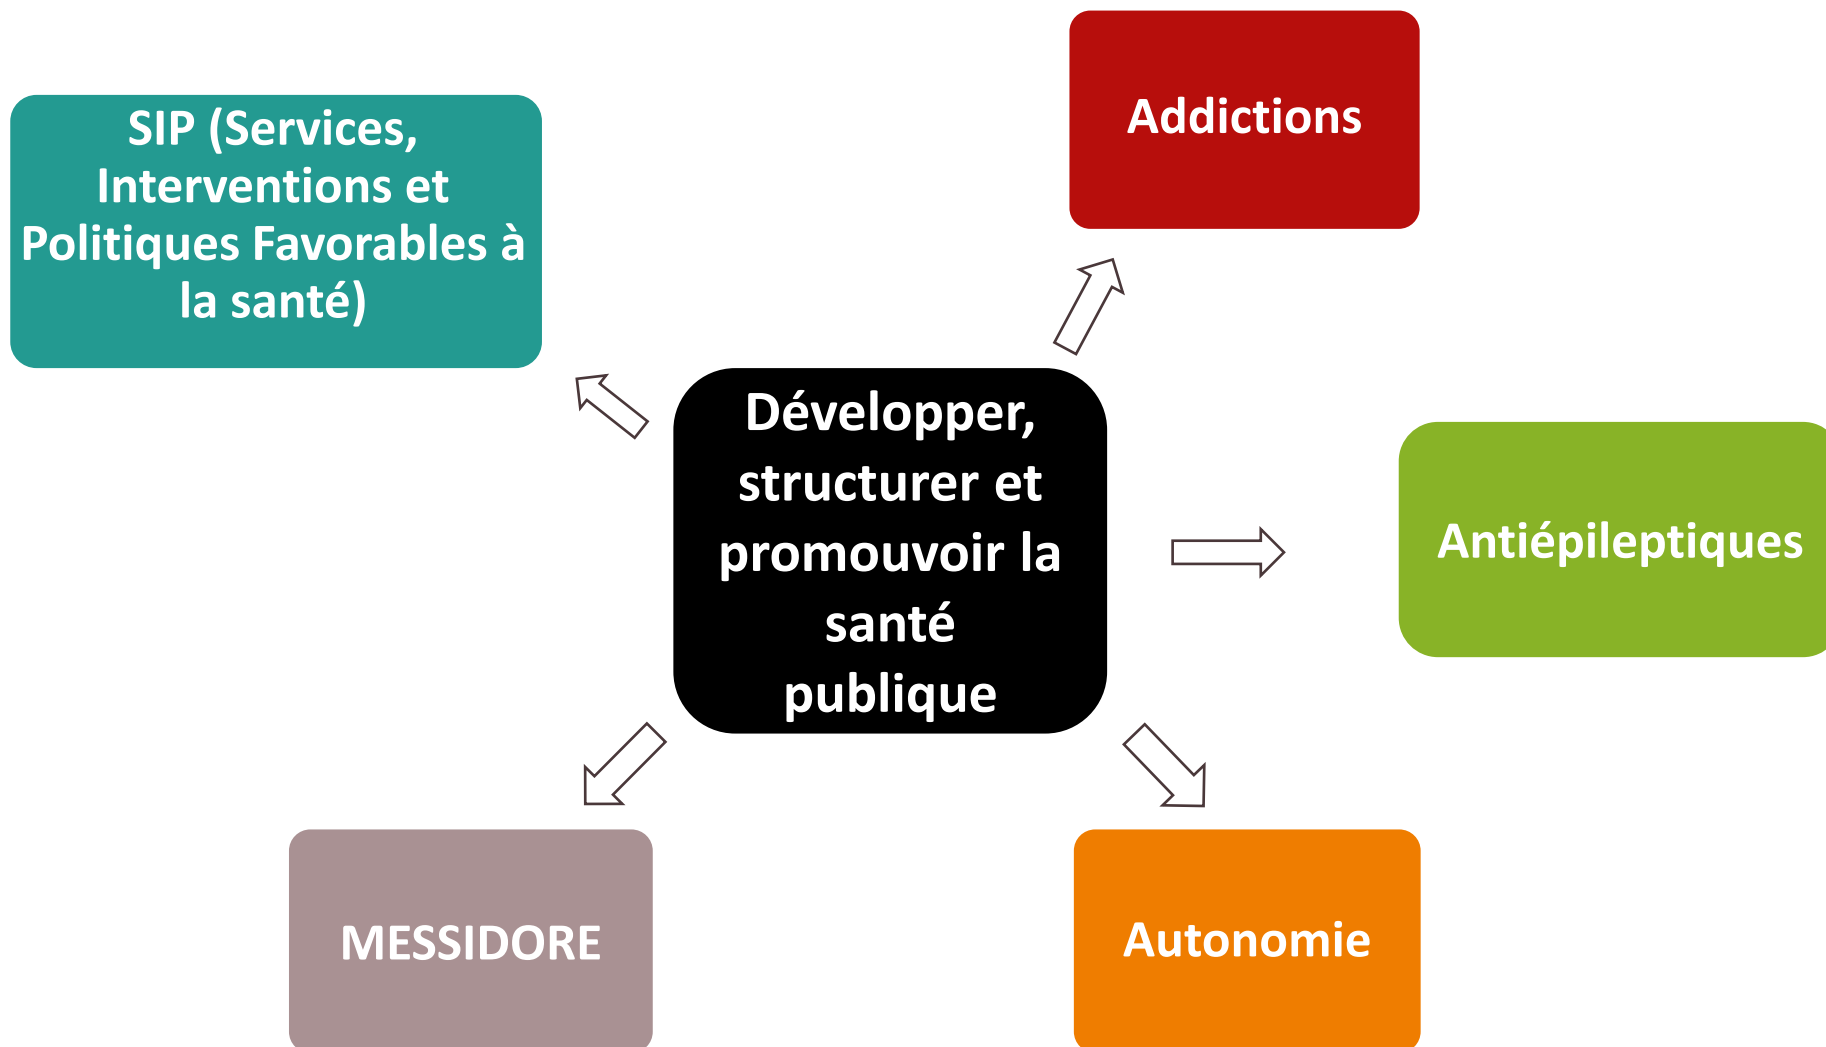 SIP (Services,
Interventions et
Politiques Favorables à
la santé)
Addictions
Développer,
structurer et
promouvoir la
santé
publique
Antiépileptiques
MESSIDORE
Autonomie